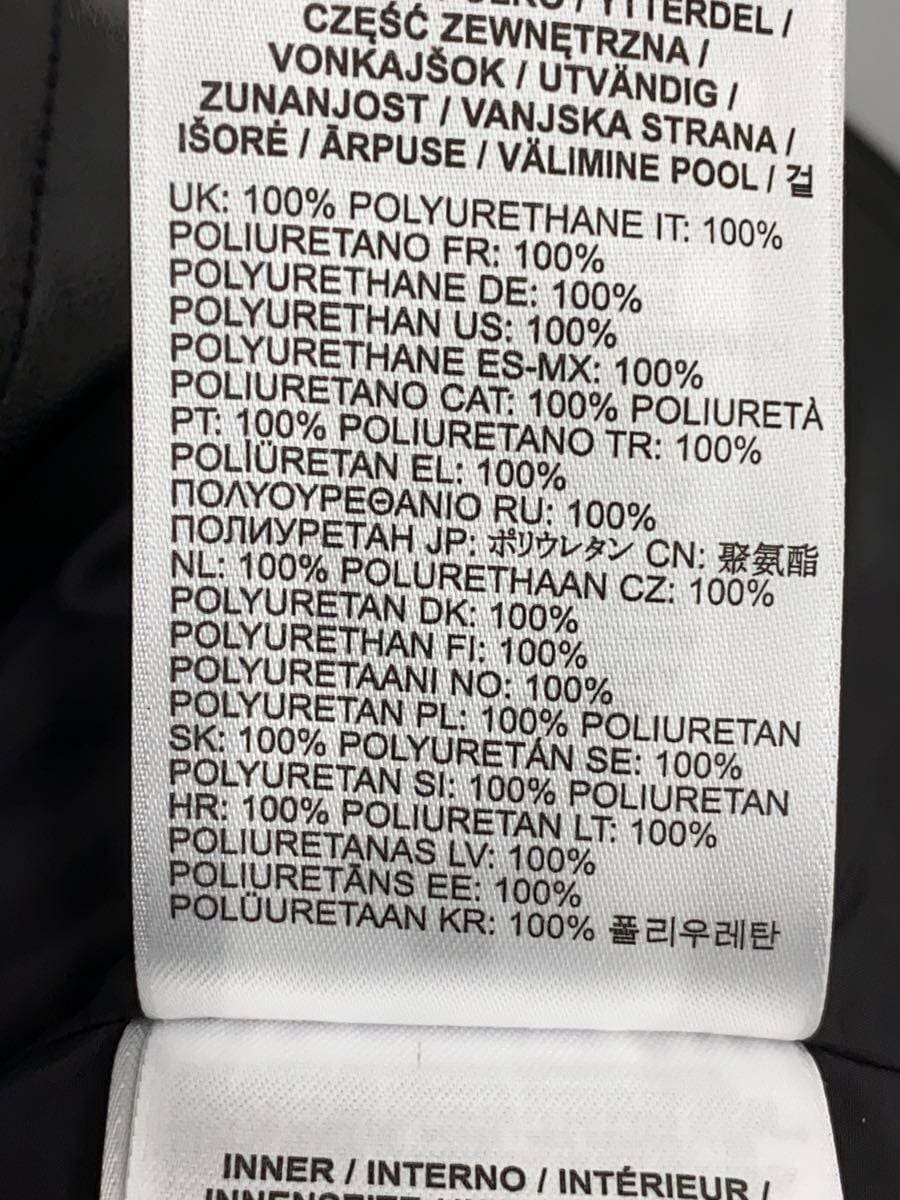 / YTTERDEL /
CZĘŚĆ ZEWNĘTRZNA /
VONKAJŠOK / UTVÄNDIG /
ZUNANJOST / VANJSKA STRANA /
IŠORĖ / ĀRPUSE / VÄLIMINE POOL / 겉
UK: 100% POLYURETHANE IT: 100%
POLIURETANO FR: 100%
POLYURETHANE DE: 100%
POLYURETHAN US: 100%
POLYURETHANE ES-MX: 100%
POLIURETANO CAT: 100% POLIURETÀ
PT: 100% POLIURETANO TR: 100%
POLİÜRETAN EL: 100%
ΠΟΛΥΟΥΡΕΘΑΝΙΟ RU: 100%
ПОЛИУРЕТАН JP: ポリウレタン CN: 聚氨酯
NL: 100% POLURETHAAN CZ: 100%
POLYURETAN DK: 100%
POLYURETHAN FI: 100%
POLYURETAANI NO: 100%
POLYURETAN PL: 100% POLIURETAN
SK: 100% POLYURETÁN SE: 100%
POLYURETAN SI: 100% POLIURETAN
HR: 100% POLIURETAN LT: 100%
POLIURETANAS LV: 100%
POLIURETĀNS EE: 100%
POLÜURETAAN KR: 100% 폴리우레탄
INNER / INTERNO / INTÉRIEUR /